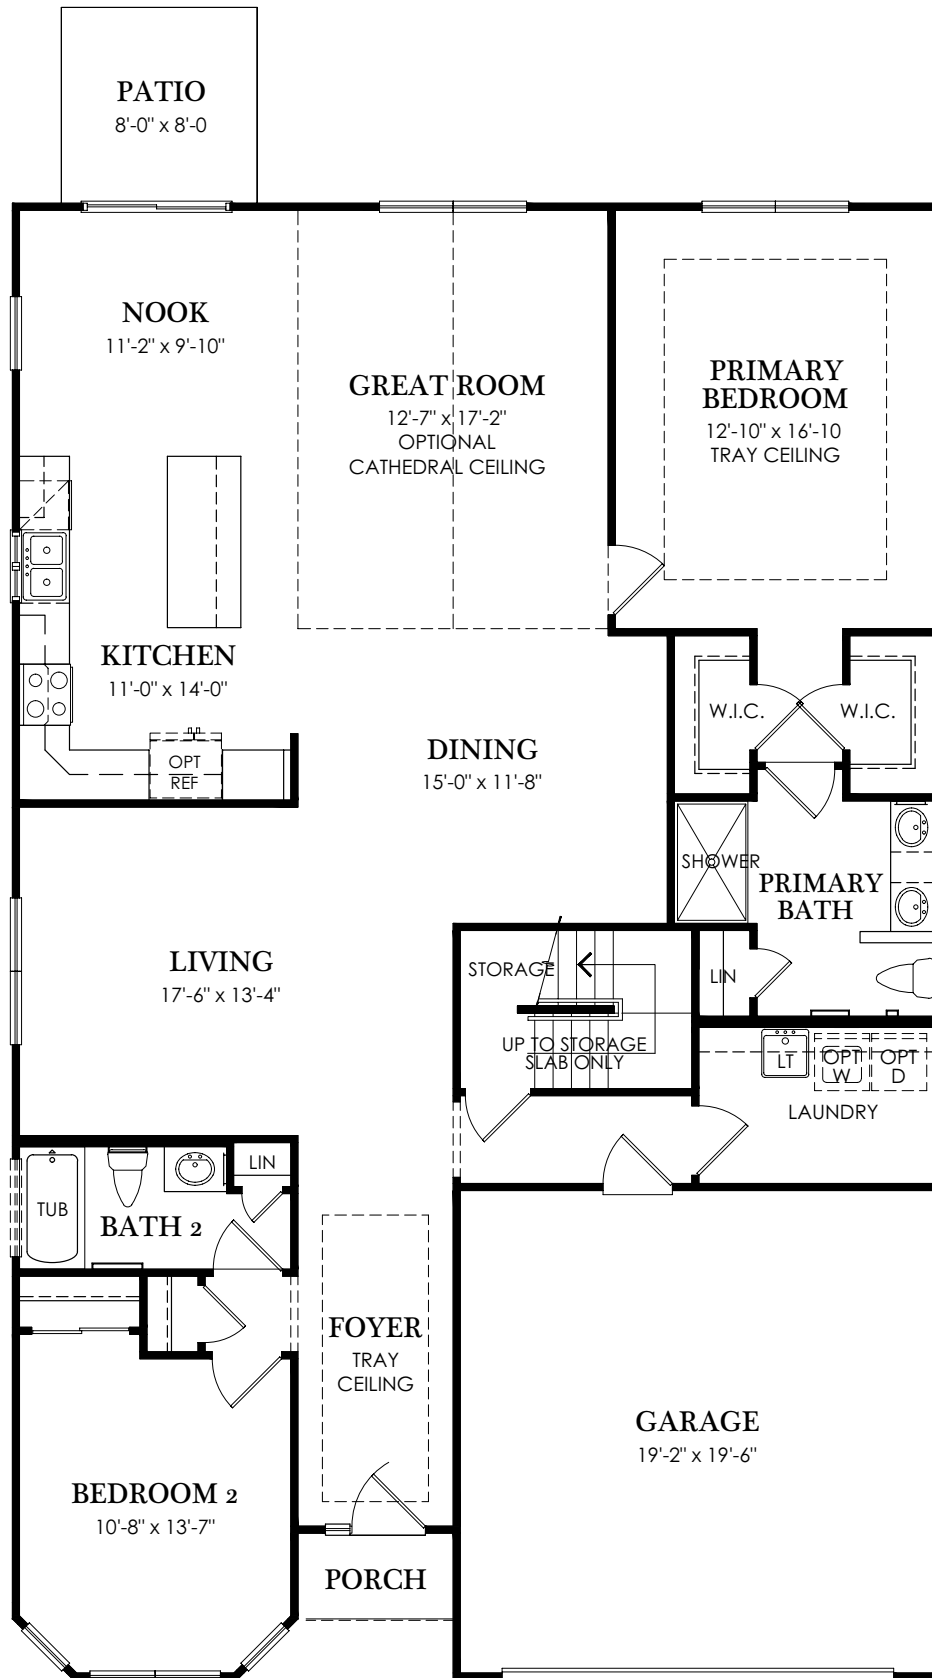 PATIO
8'-0" x 8'-0
NOOK
11'-2" x 9'-10"
GREAT ROOM
12'-7" x 17'-2"
OPTIONAL
CATHEDRAL CEILING
PRIMARY
BEDROOM
12'-10" x 16'-10
TRAY CEILING
KITCHEN
11'-0" x 14'-0"
OPT
REF
DINING
15'-0" x 11'-8"
W.I.C.
W.I.C.
SHOWER
PRIMARY
BATH
LIVING
17'-6" x 13'-4"
STORAGE
LIN
UP TO STORAGE
SLAB ONLY
LT
OPT
W
OPT
D
LAUNDRY
LIN
TUB
BATH 2
FOYER
TRAY
CEILING
GARAGE
19'-2" x 19'-6"
BEDROOM 2
10'-8" x 13'-7"
PORCH